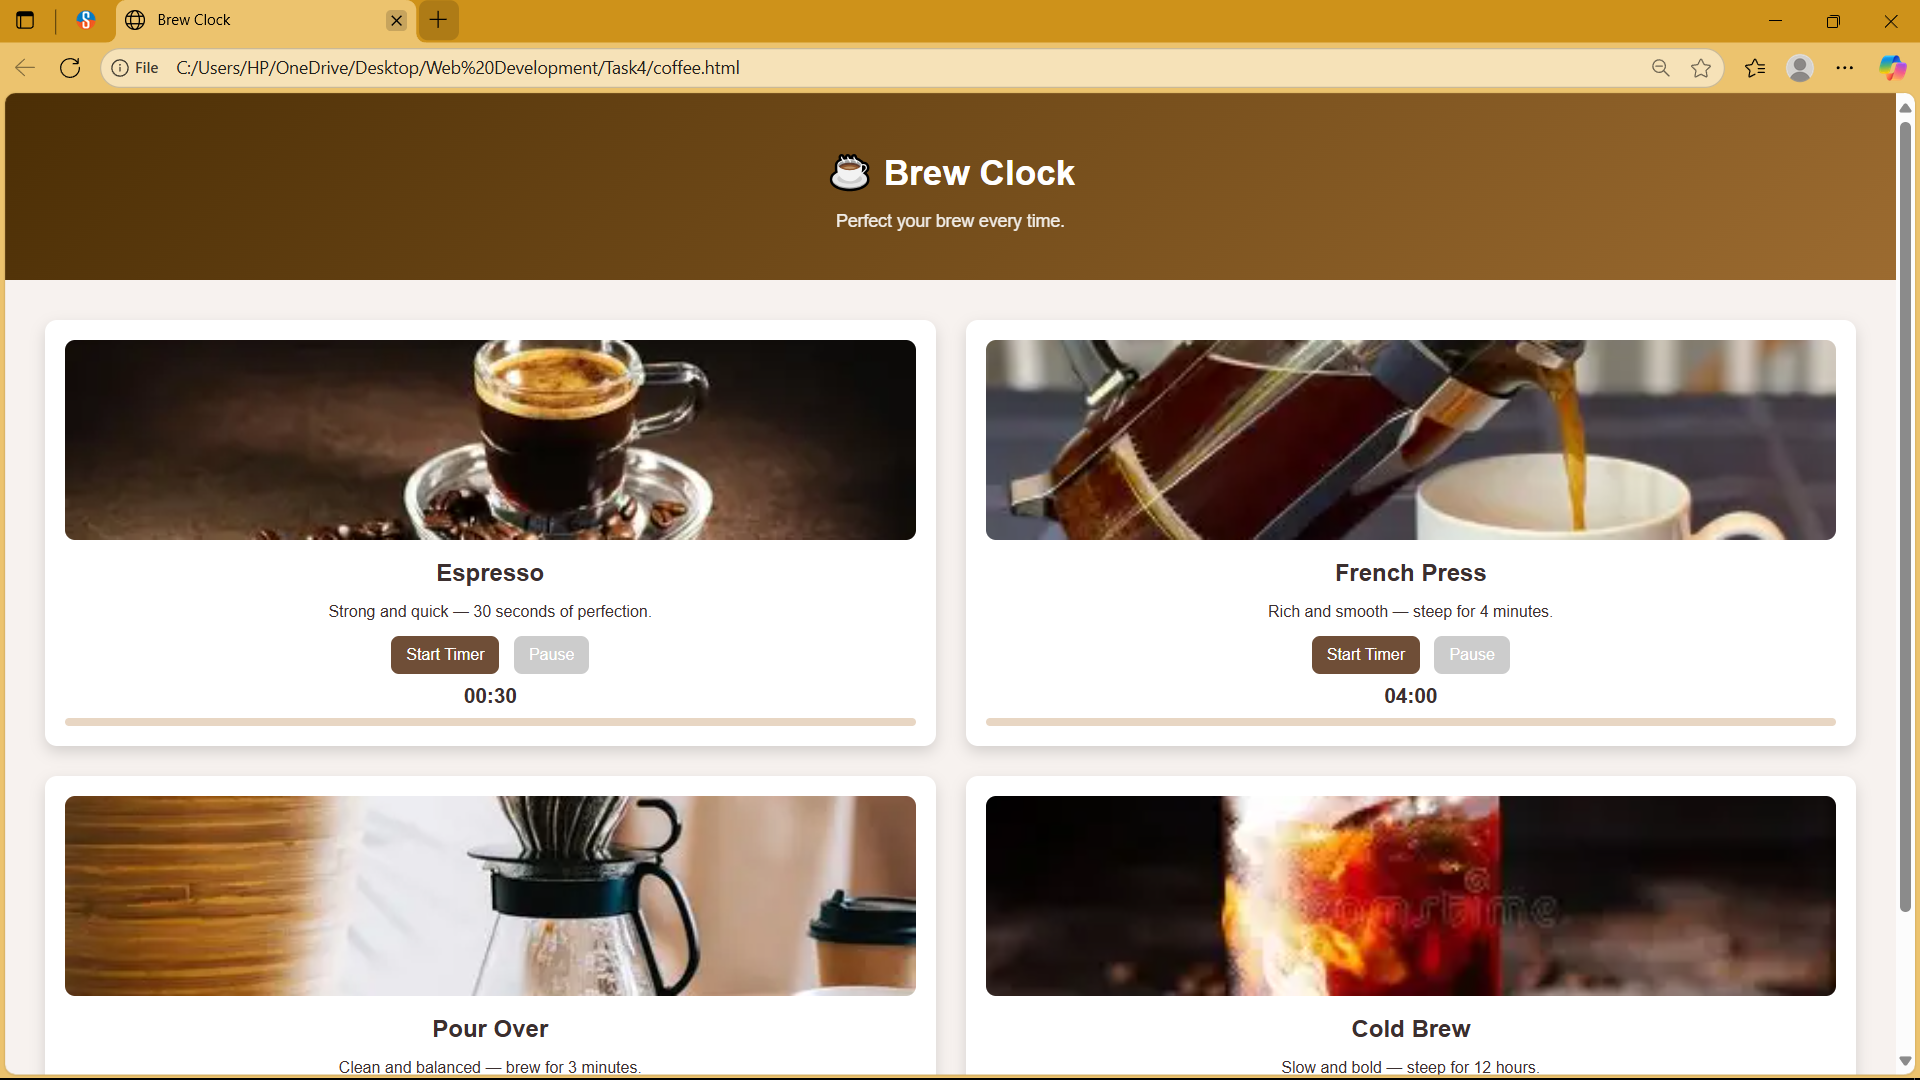 Brew Clock
File C:/Users/HP/OneDrive/Desktop/Web%20Development/Task4/coffee.html
Brew Clock
Perfect your brew every time.
Espresso
Strong and quick — 30 seconds of perfection.
Start Timer Pause
00:30
French Press
Rich and smooth — steep for 4 minutes.
Start Timer Pause
04:00
Pour Over
Clean and balanced — brew for 3 minutes.
Cold Brew
Slow and bold — steep for 12 hours.